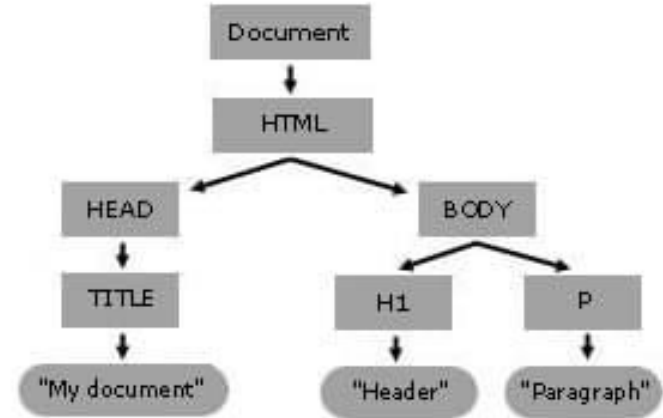 Document
HTML
HEAD
BODY
TITLE
H1
P
"My document"
"Header"
"Paragraph"